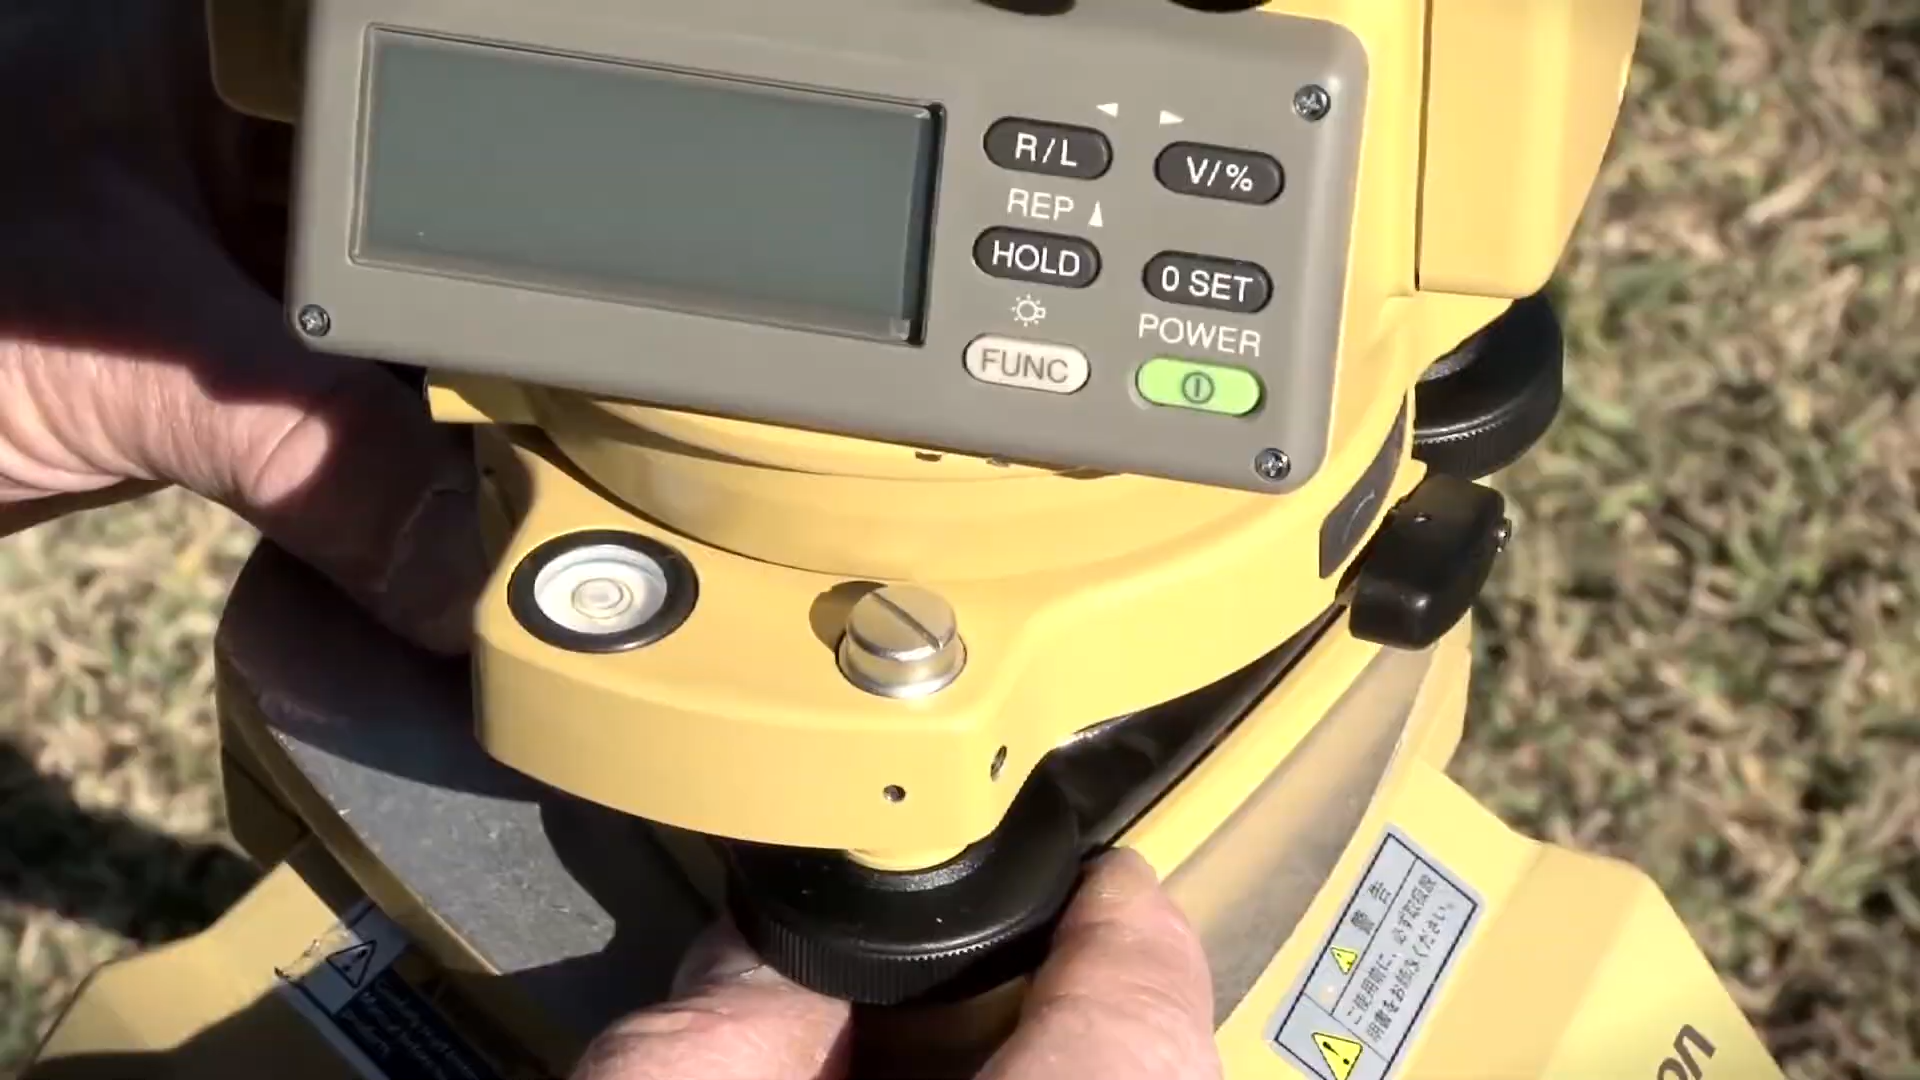 R/L
V/%
REP
HOLD
0 SET
POWER
FUNC
警告
ご使用前に、必ず取扱説
明書をお読みください。